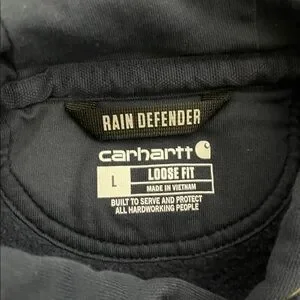 RAIN DEFENDER
carhartt
L
LOOSE FIT
MADE IN VIETNAM
BUILT TO SERVE AND PROTECT
ALL HARDWORKING PEOPLE